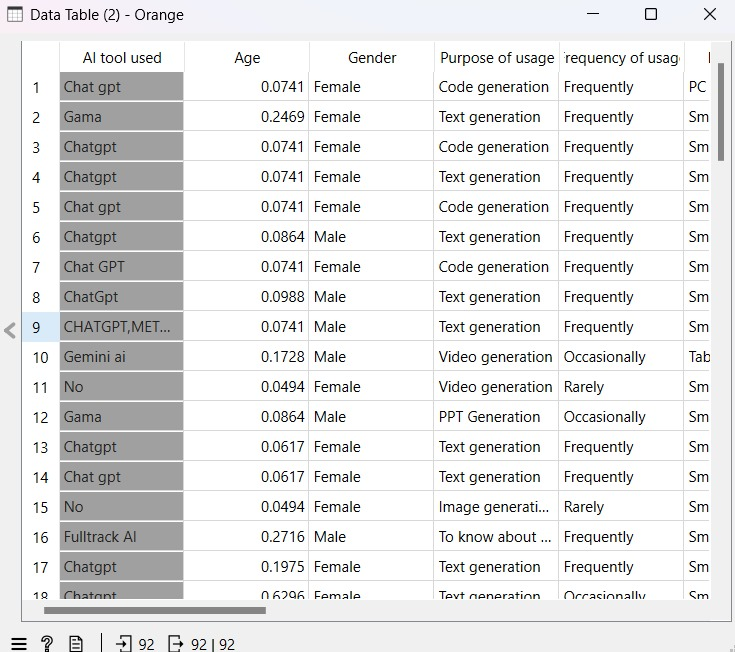 Data Table (2) - Orange
AI tool used Age Gender Purpose of usage requency of usag
1 Chat gpt 0.0741 Female Code generation Frequently PC
2 Gama 0.2469 Female Text generation Frequently Sm
3 Chatgpt 0.0741 Female Code generation Frequently Sm
4 Chatgpt 0.0741 Female Text generation Frequently Sm
5 Chat gpt 0.0741 Female Code generation Frequently Sm
6 Chatgpt 0.0864 Male Text generation Frequently Sm
7 Chat GPT 0.0741 Female Code generation Frequently Sm
8 ChatGpt 0.0988 Male Text generation Frequently Sm
9 CHATGPT,MET... 0.0741 Male Text generation Frequently Sm
10 Gemini ai 0.1728 Male Video generation Occasionally Tab
11 No 0.0494 Female Video generation Rarely Sm
12 Gama 0.0864 Male PPT Generation Occasionally Sm
13 Chatgpt 0.0617 Female Text generation Frequently Sm
14 Chat gpt 0.0617 Female Text generation Frequently Sm
15 No 0.0494 Female Image generati... Rarely Sm
16 Fulltrack AI 0.2716 Male To know about ... Frequently Sm
17 Chatgpt 0.1975 Female Text generation Frequently Sm
18 Chatgpt 0.6296 Female Text generation Occasionally Sm
? 92 92 | 92